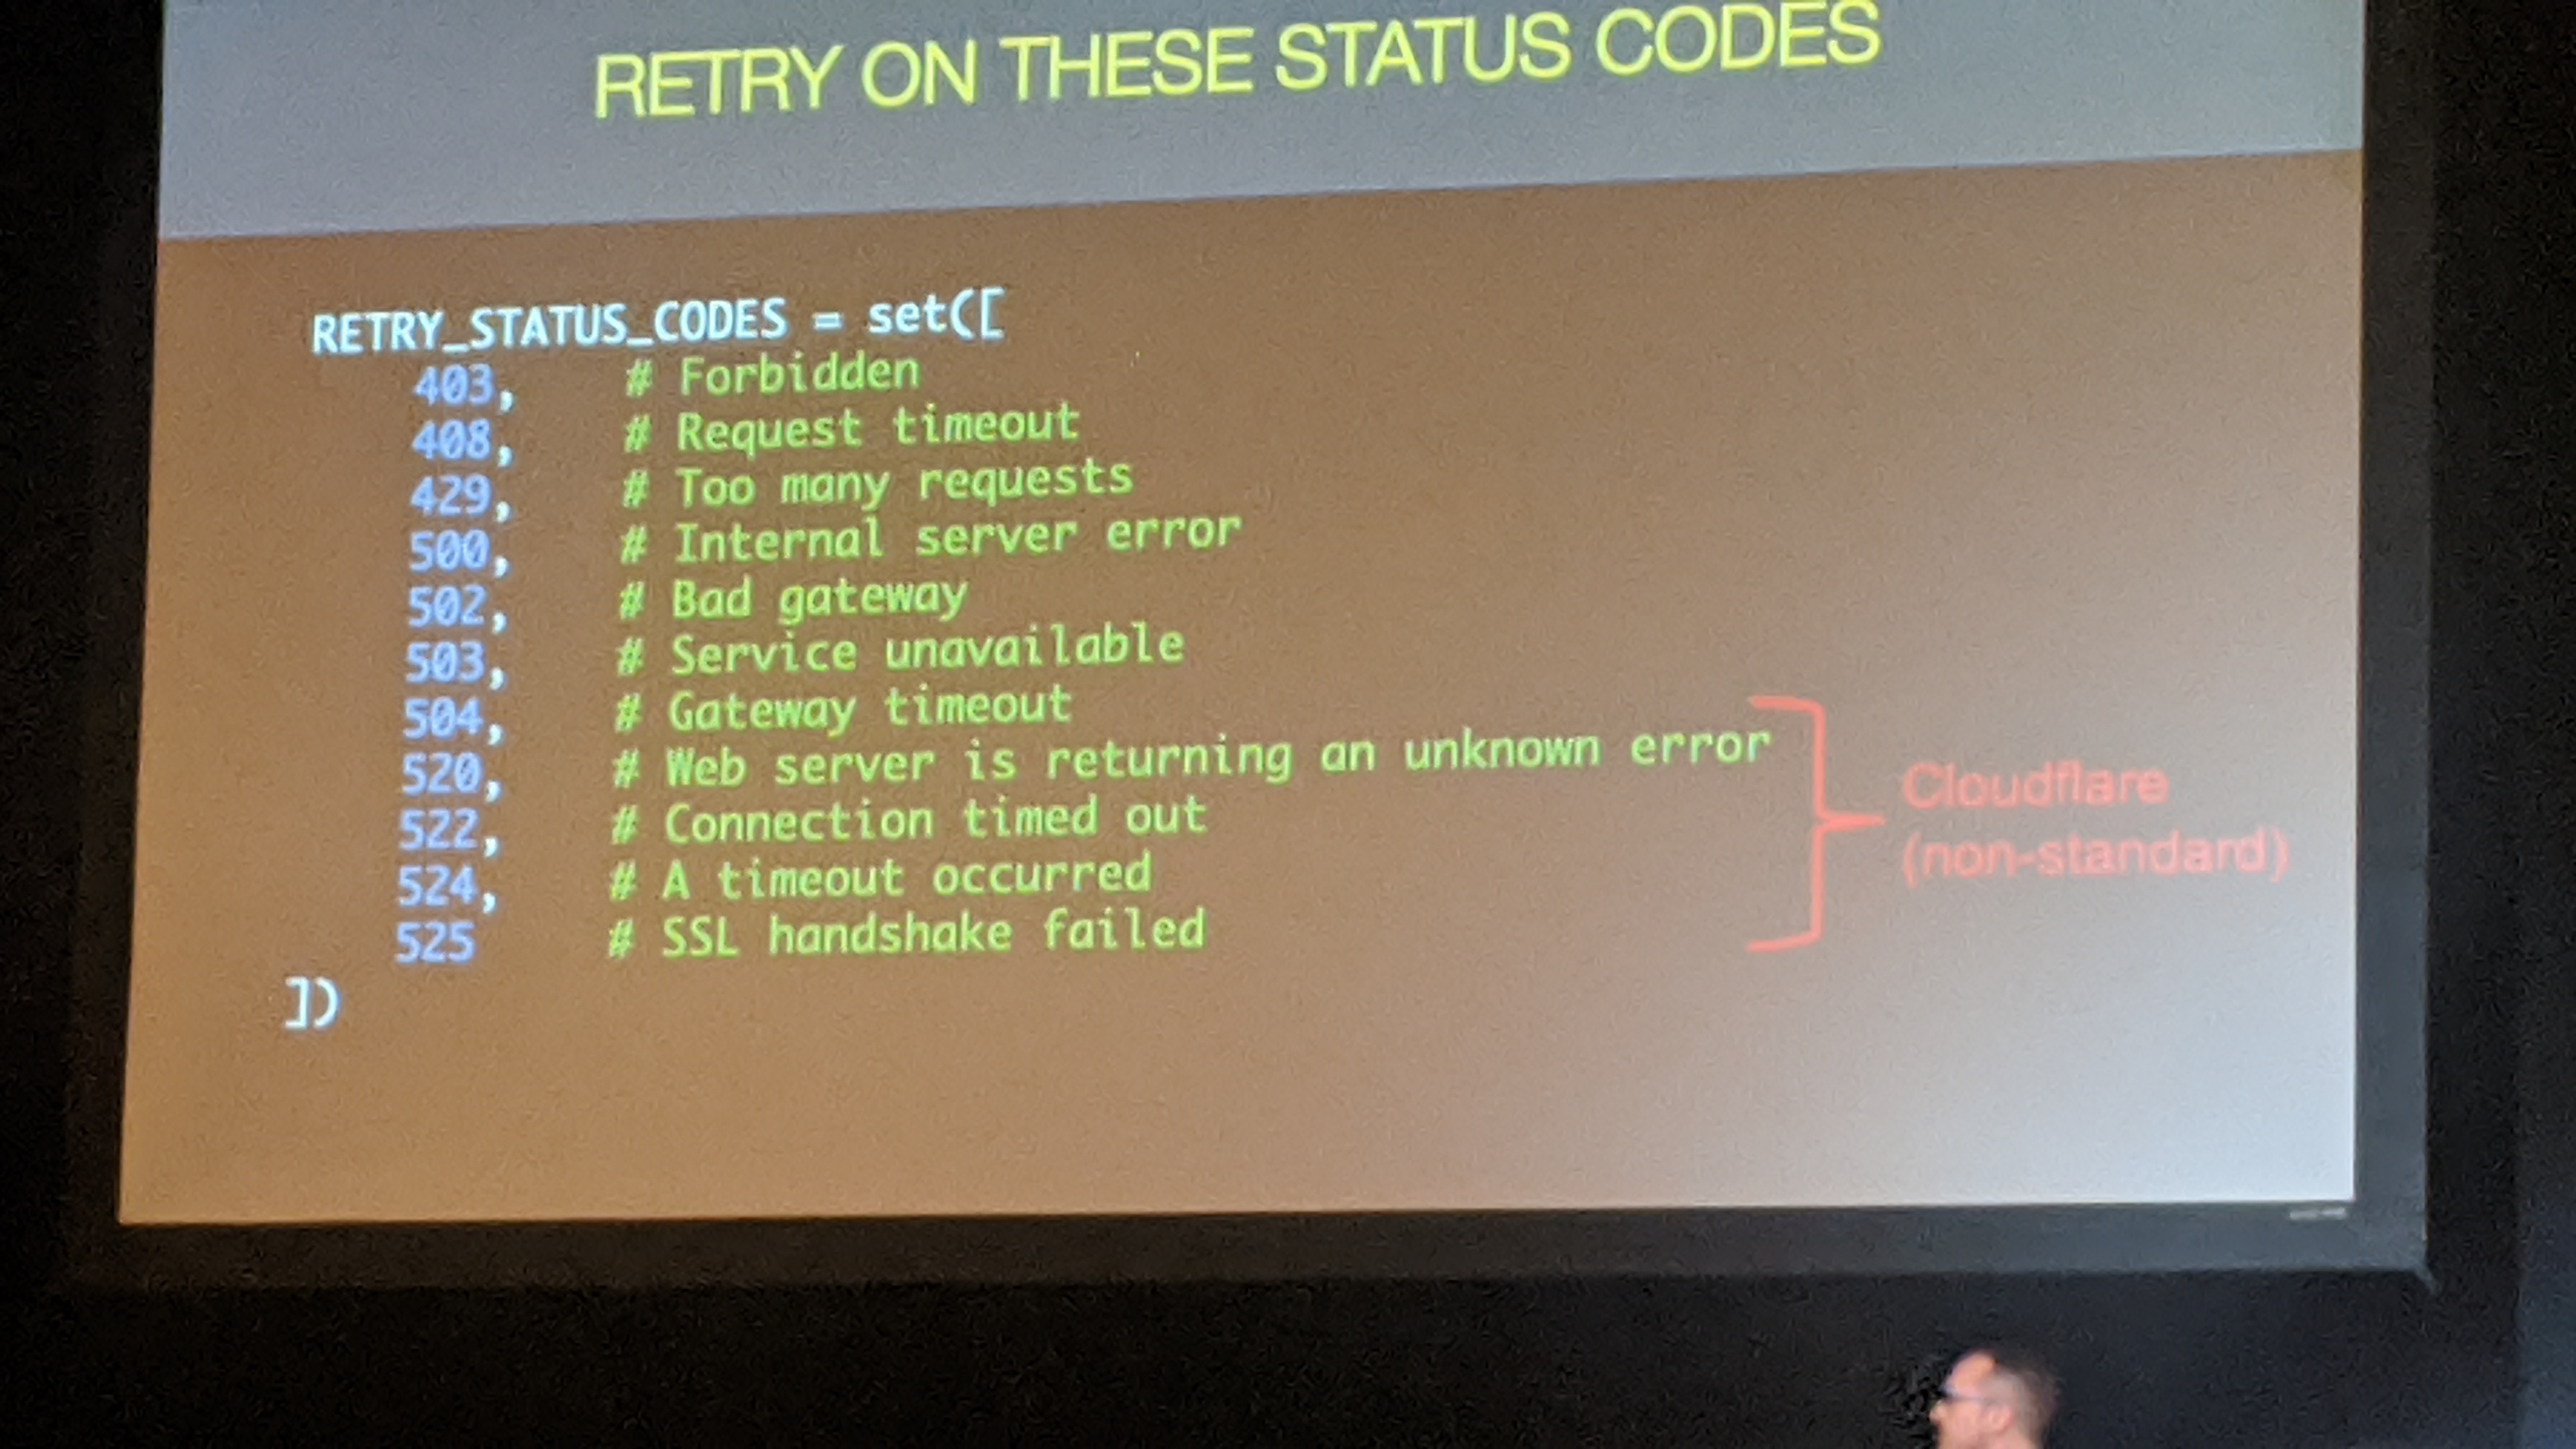 RETRY ON THESE STATUS CODES
RETRY_STATUS_CODES = set([
403, # Forbidden
408, # Request timeout
429, # Too many requests
500, # Internal server error
502, # Bad gateway
503, # Service unavailable
504, # Gateway timeout
520, # Web server is returning an unknown error
522, # Connection timed out
524, # A timeout occurred
525 # SSL handshake failed
])
Cloudflare
(non-standard)